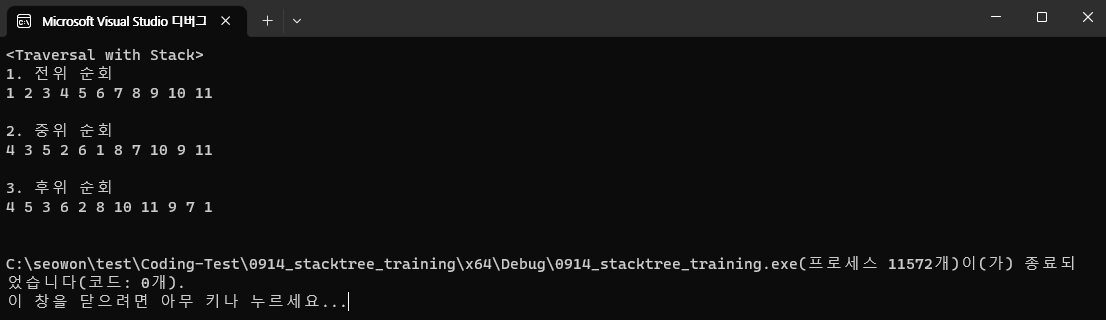 Microsoft Visual Studio 디버그
<Traversal with Stack>
1. 전위 순회
1 2 3 4 5 6 7 8 9 10 11
2. 중위 순회
4 3 5 2 6 1 8 7 10 9 11
3. 후위 순회
4 5 3 6 2 8 10 11 9 7 1
C:\seowon\test\Coding-Test\0914_stacktree_training\x64\Debug\0914_stacktree_training.exe(프로세스 11572개)이(가) 종료되
었습니다(코드: 0개).
이 창을 닫으려면 아무 키나 누르세요...